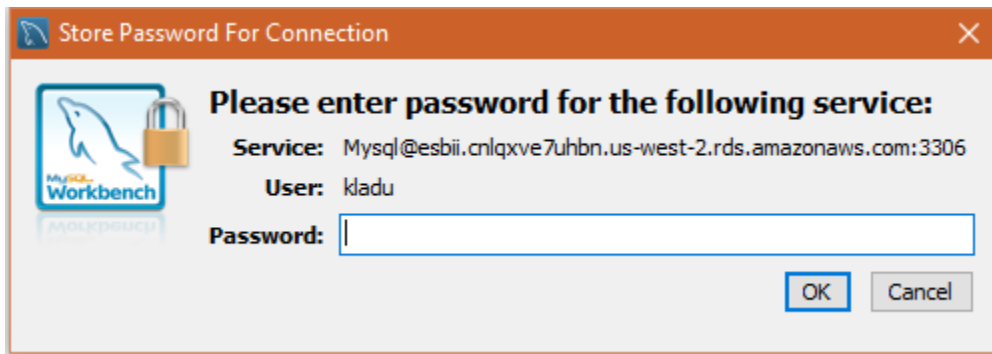 Store Password For Connection
Please enter password for the following service:
Service: Mysql@esbii.cnlqxve7uhbn.us-west-2.rds.amazonaws.com:3306
User: kladu
MySQL
Workbench
Password:
OK Cancel